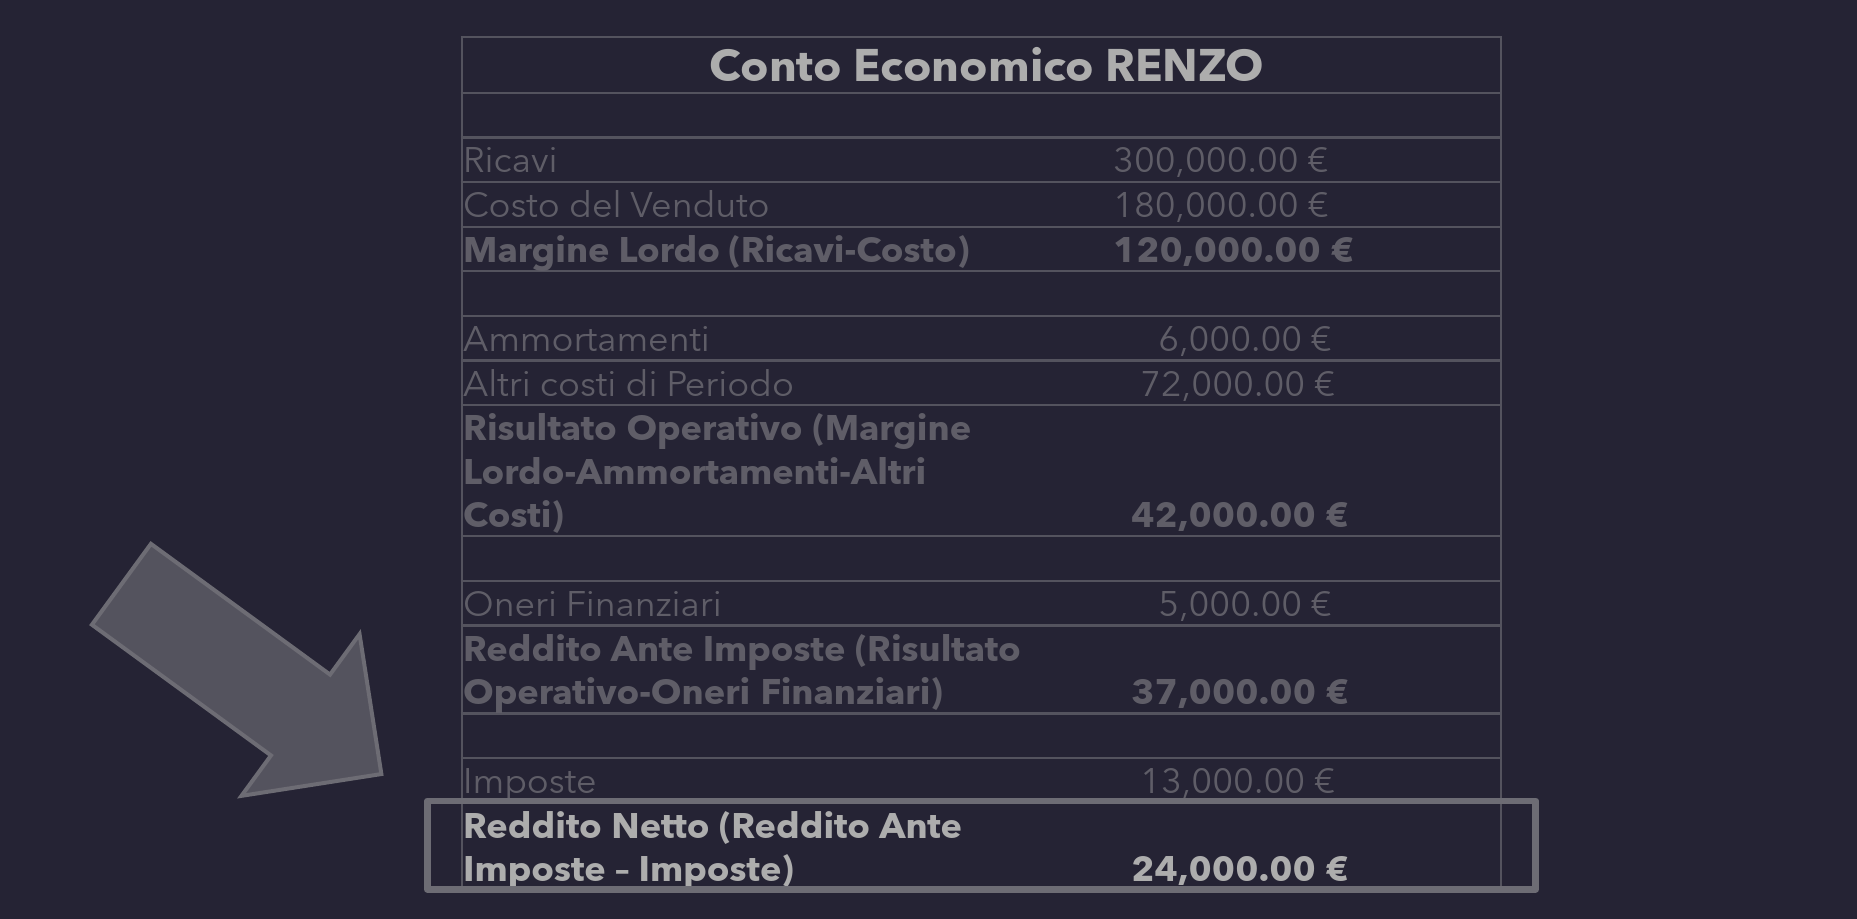 Conto Economico RENZO
Ricavi 300,000.00 €
Costo del Venduto 180,000.00 €
Margine Lordo (Ricavi-Costo) 120,000.00 €
Ammortamenti 6,000.00 €
Altri costi di Periodo 72,000.00 €
Risultato Operativo (Margine
Lordo-Ammortamenti-Altri
Costi) 42,000.00 €
Oneri Finanziari 5,000.00 €
Reddito Ante Imposte (Risultato
Operativo-Oneri Finanziari) 37,000.00 €
Imposte 13,000.00 €
Reddito Netto (Reddito Ante
Imposte – Imposte) 24,000.00 €